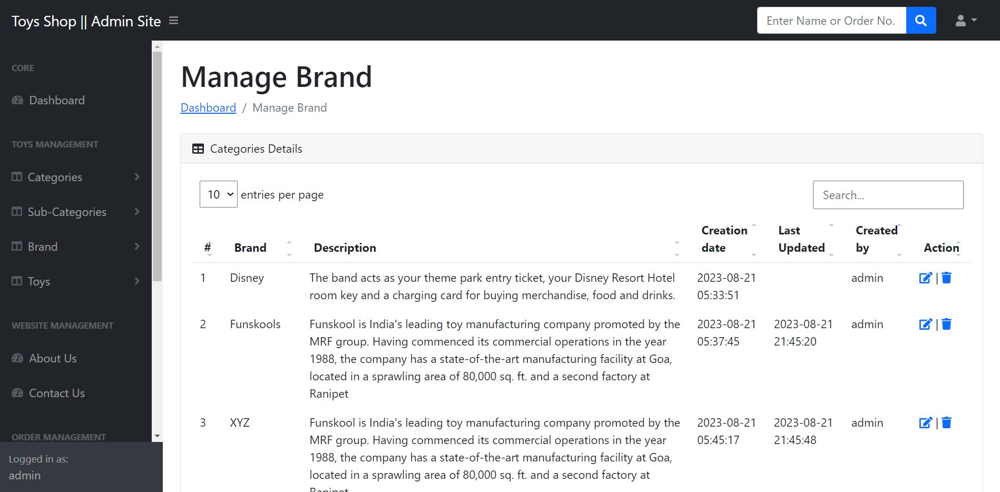 Toys Shop || Admin Site
Enter Name or Order No.
CORE
Dashboard
TOYS MANAGEMENT
Categories
Sub-Categories
Brand
Toys
WEBSITE MANAGEMENT
About Us
Contact Us
ORDER MANAGEMENT
Logged in as:
admin
Manage Brand
Dashboard / Manage Brand
Categories Details
10 entries per page
Search...
# Brand Description Creation date Last Updated Created by Action
1 Disney The band acts as your theme park entry ticket, your Disney Resort Hotel 2023-08-21 admin |
room key and a charging card for buying merchandise, food and drinks. 05:33:51
2 Funskools Funskool is India's leading toy manufacturing company promoted by the 2023-08-21 2023-08-21 admin |
MRF group. Having commenced its commercial operations in the year 05:37:45 21:45:20
1988, the company has a state-of-the-art manufacturing facility at Goa,
located in a sprawling area of 80,000 sq. ft. and a second factory at
Ranipet
3 XYZ Funskool is India's leading toy manufacturing company promoted by the 2023-08-21 2023-08-21 admin |
MRF group. Having commenced its commercial operations in the year 05:45:17 21:45:48
1988, the company has a state-of-the-art manufacturing facility at Goa,
located in a sprawling area of 80,000 sq. ft. and a second factory at
Ranipet